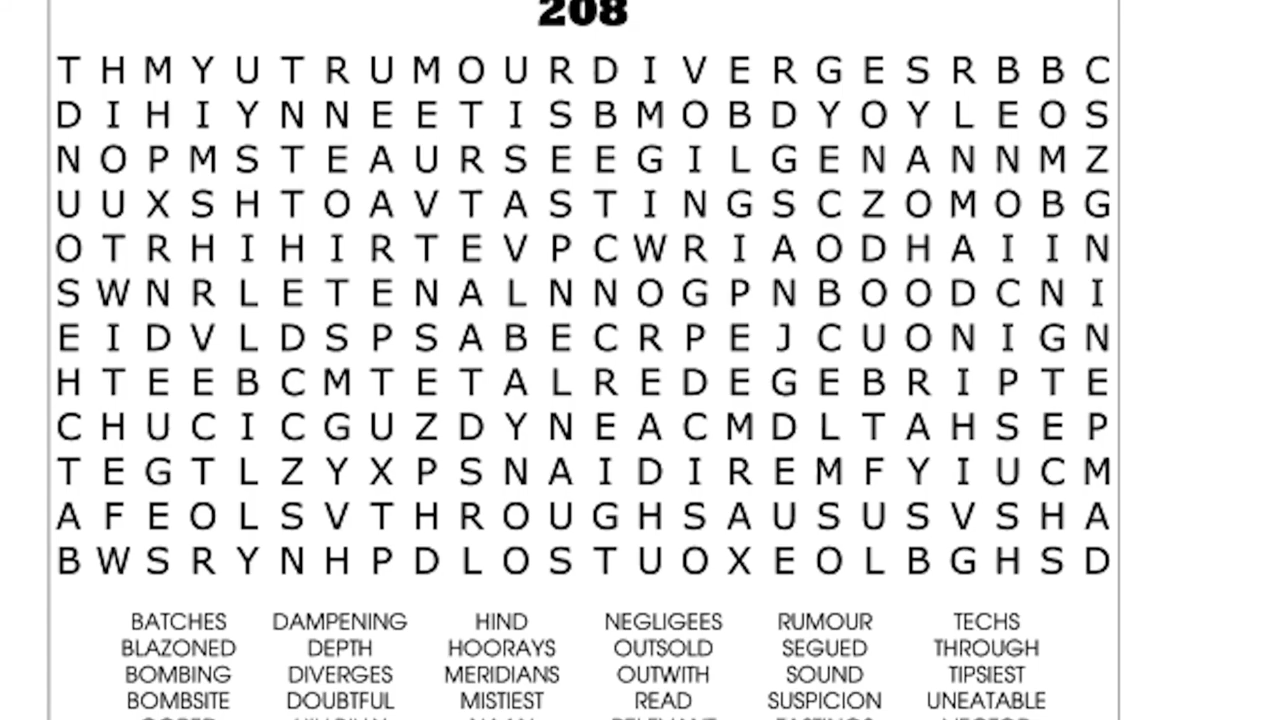 208
T H M Y U T R U M O U R D I V E R G E S R B B C
D I H I Y N N E E T I S B M O B D Y O Y L E O S
N O P M S T E A U R S E E G I L G E N A N N M Z
U U X S H T O A V T A S T I N G S C Z O M O B G
O T R H I H I R T E V P C W R I A O D H A I I N
S W N R L E T E N A L N N O G P N B O O D C N I
E I D V L D S P S A B E C R P E J C U O N I G N
H T E E B C M T E T A L R E D E G E B R I P T E
C H U C I C G U Z D Y N E A C M D L T A H S E P
T E G T L Z Y X P S N A I D I R E M F Y I U C M
A F E O L S V T H R O U G H S A U S U S V S H A
B W S R Y N H P D L O S T U O X E O L B G H S D
BATCHES DAMPENING HIND NEGLIGEES RUMOUR TECHS
BLAZONED DEPTH HOORAYS OUTSOLD SEGUED THROUGH
BOMBING DIVERGES MERIDIANS OUTWITH SOUND TIPSIEST
BOMBSITE DOUBTFUL MISTIEST READ SUSPICION UNEATABLE